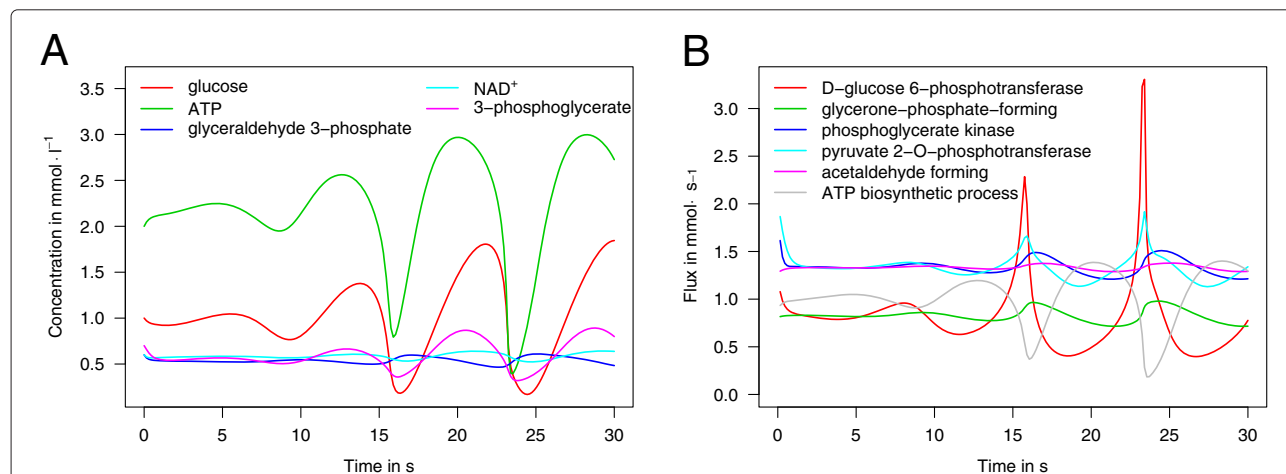 A
glucose
ATP
glyceraldehyde 3−phosphate
NAD+
3−phosphoglycerate
Concentration in mmol · l−1
3.5
3.0
2.5
2.0
1.5
1.0
0.5
0 5 10 15 20 25 30
Time in s
B
D−glucose 6−phosphotransferase
glycerone−phosphate−forming
phosphoglycerate kinase
pyruvate 2−O−phosphotransferase
acetaldehyde forming
ATP biosynthetic process
Flux in mmol· s−1
3.0
2.5
2.0
1.5
1.0
0.5
0.0
0 5 10 15 20 25 30
Time in s